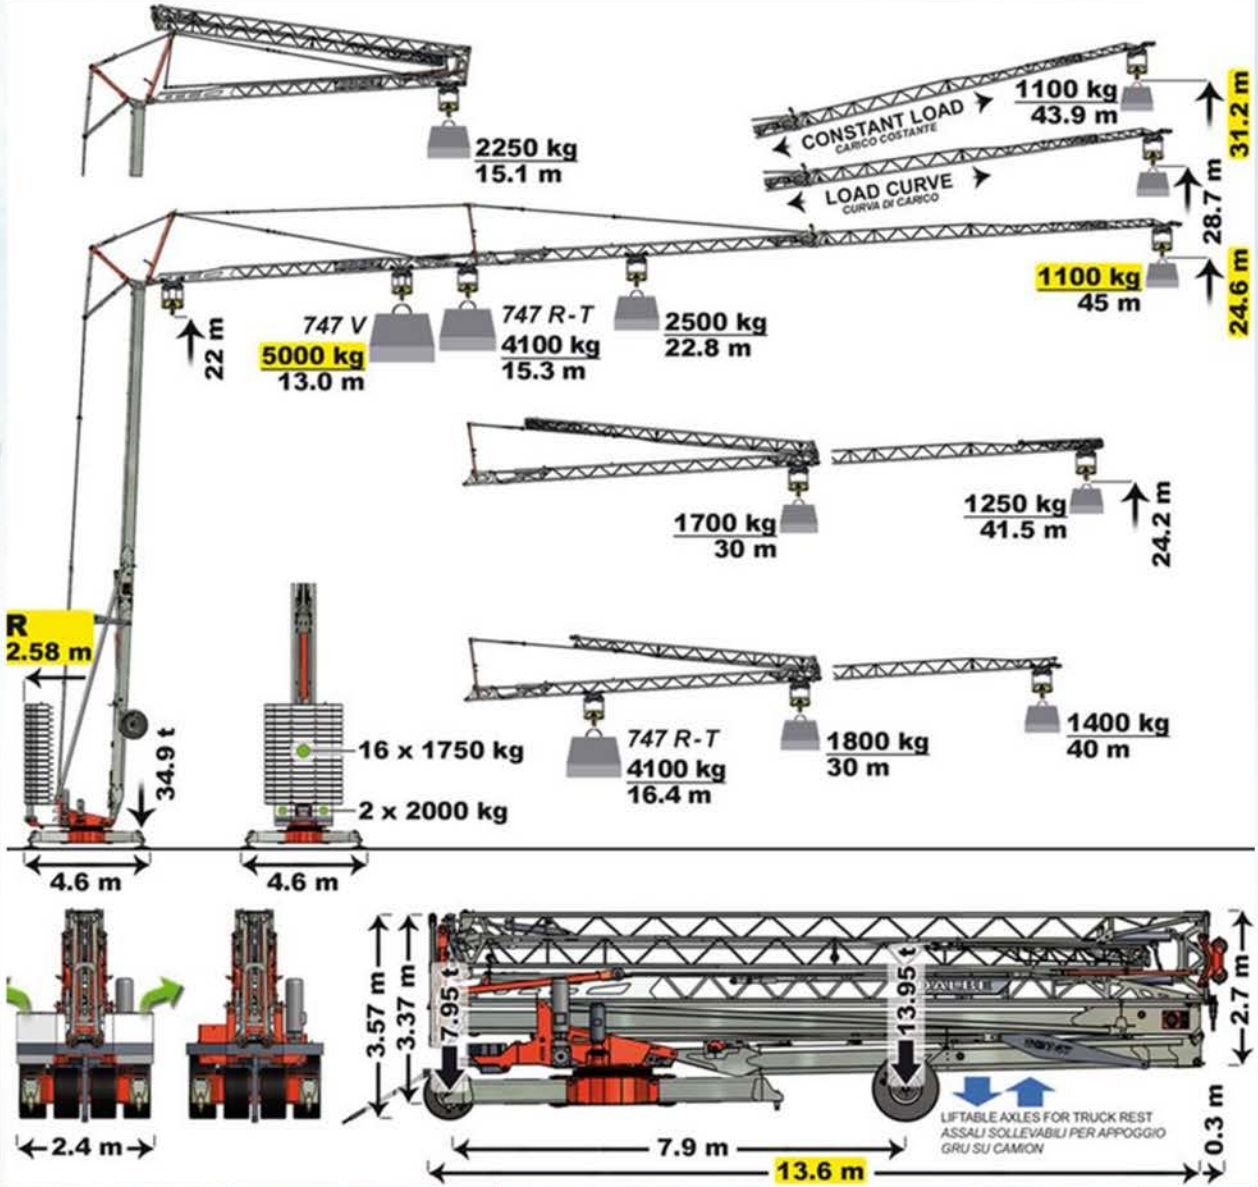 2250 kg
15.1 m
1100 kg
43.9 m
31.2 m
CONSTANT LOAD
CARICO COSTANTE
LOAD CURVE
CURVA DI CARICO
28.7 m
1100 kg
45 m
24.6 m
22 m
747 V
5000 kg
13.0 m
747 R-T
4100 kg
15.3 m
2500 kg
22.8 m
1700 kg
30 m
1250 kg
41.5 m
24.2 m
R
2.58 m
34.9 t
16 x 1750 kg
2 x 2000 kg
747 R-T
4100 kg
16.4 m
1800 kg
30 m
1400 kg
40 m
4.6 m
4.6 m
2.4 m
3.57 m
3.37 m
7.95 t
13.95 t
2.7 m
LIFTABLE AXLES FOR TRUCK REST
ASSALI SOLLEVABILI PER APPOGGIO
GRU SU CAMION
0.3 m
7.9 m
13.6 m